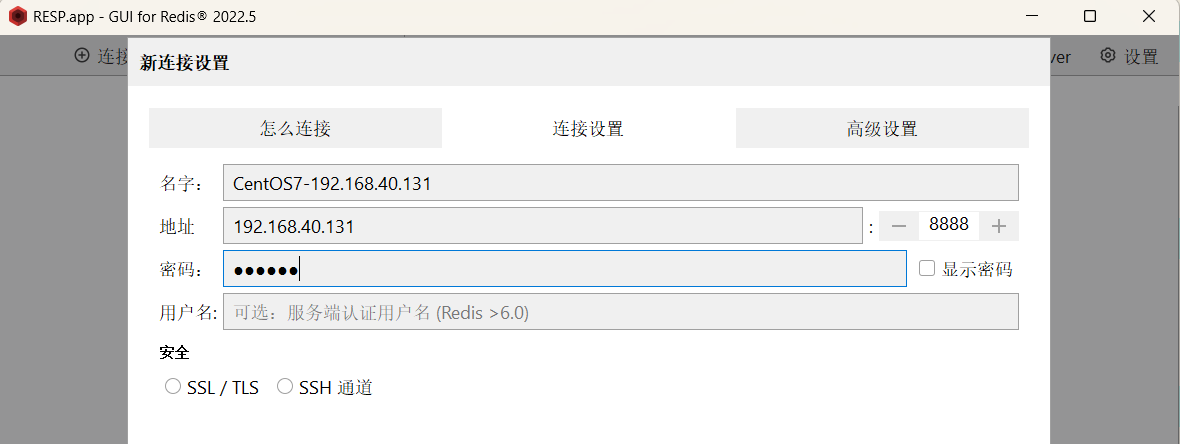 RESP.app - GUI for Redis® 2022.5
连接 ver 设置
新连接设置
怎么连接 连接设置 高级设置
名字： CentOS7-192.168.40.131
地址 192.168.40.131 : 8888
密码： ●●●●●● 显示密码
用户名: 可选：服务端认证用户名 (Redis >6.0)
安全
SSL / TLS SSH 通道